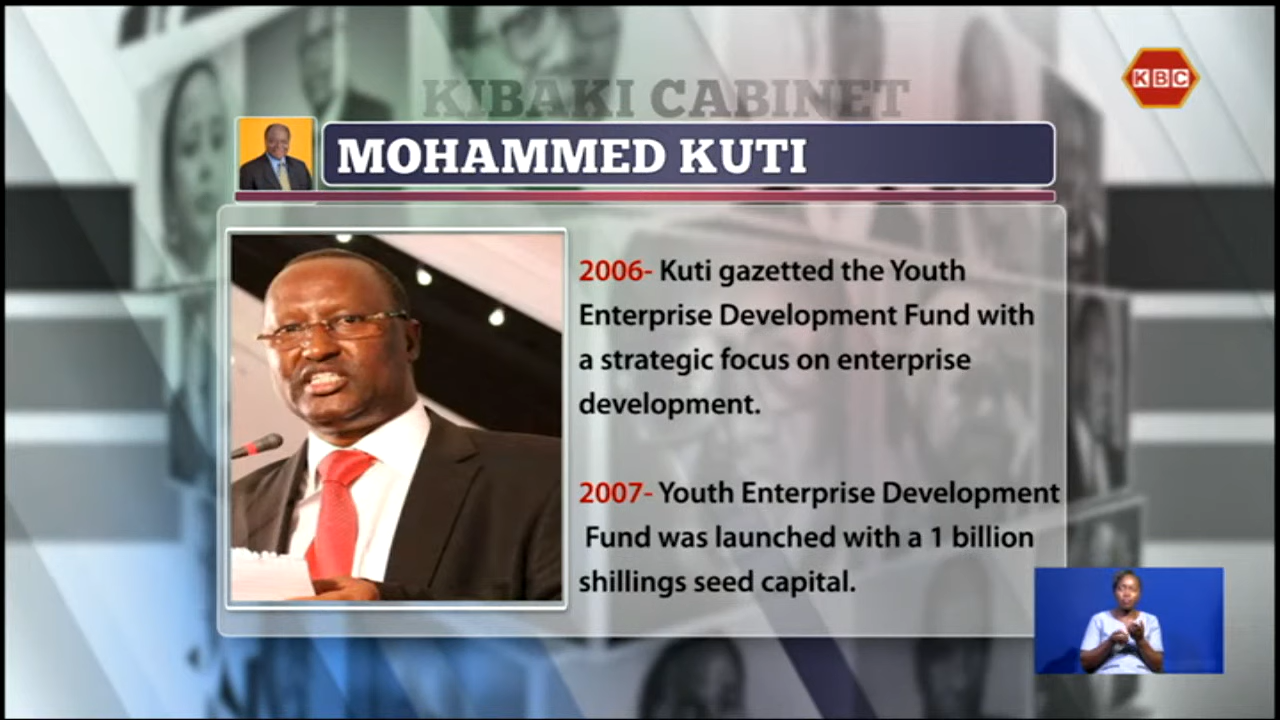 KIBAKI CABINET
KBC
MOHAMMED KUTI
2006- Kuti gazetted the Youth
Enterprise Development Fund with
a strategic focus on enterprise
development.
2007- Youth Enterprise Development
Fund was launched with a 1 billion
shillings seed capital.